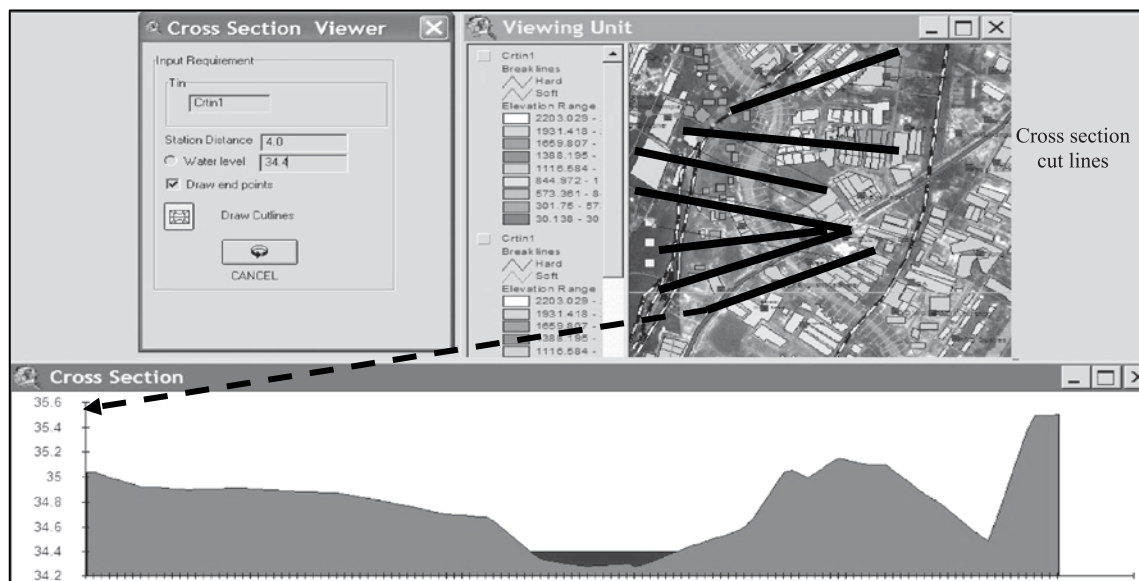 Cross Section Viewer
Input Requirement
Tin
Crtin1
Station Distance 4.0
Water level 34.4
Draw end points
Draw Cutlines
CANCEL
Viewing Unit
Crtin1
Breaklines
Hard
Soft
Elevation Range
2203.029 -
1931.418 -
1659.807 -
1388.195 -
1116.584 -
844.972 - 1
573.361 - 8
301.75 - 57
30.138 - 30
Crtin1
Breaklines
Hard
Soft
Elevation Range
2203.029 -
1931.418 -
1659.807 -
1388.195 -
1116.584 -
Cross section
cut lines
Cross Section
35.6
35.4
35.2
35
34.8
34.6
34.4
34.2